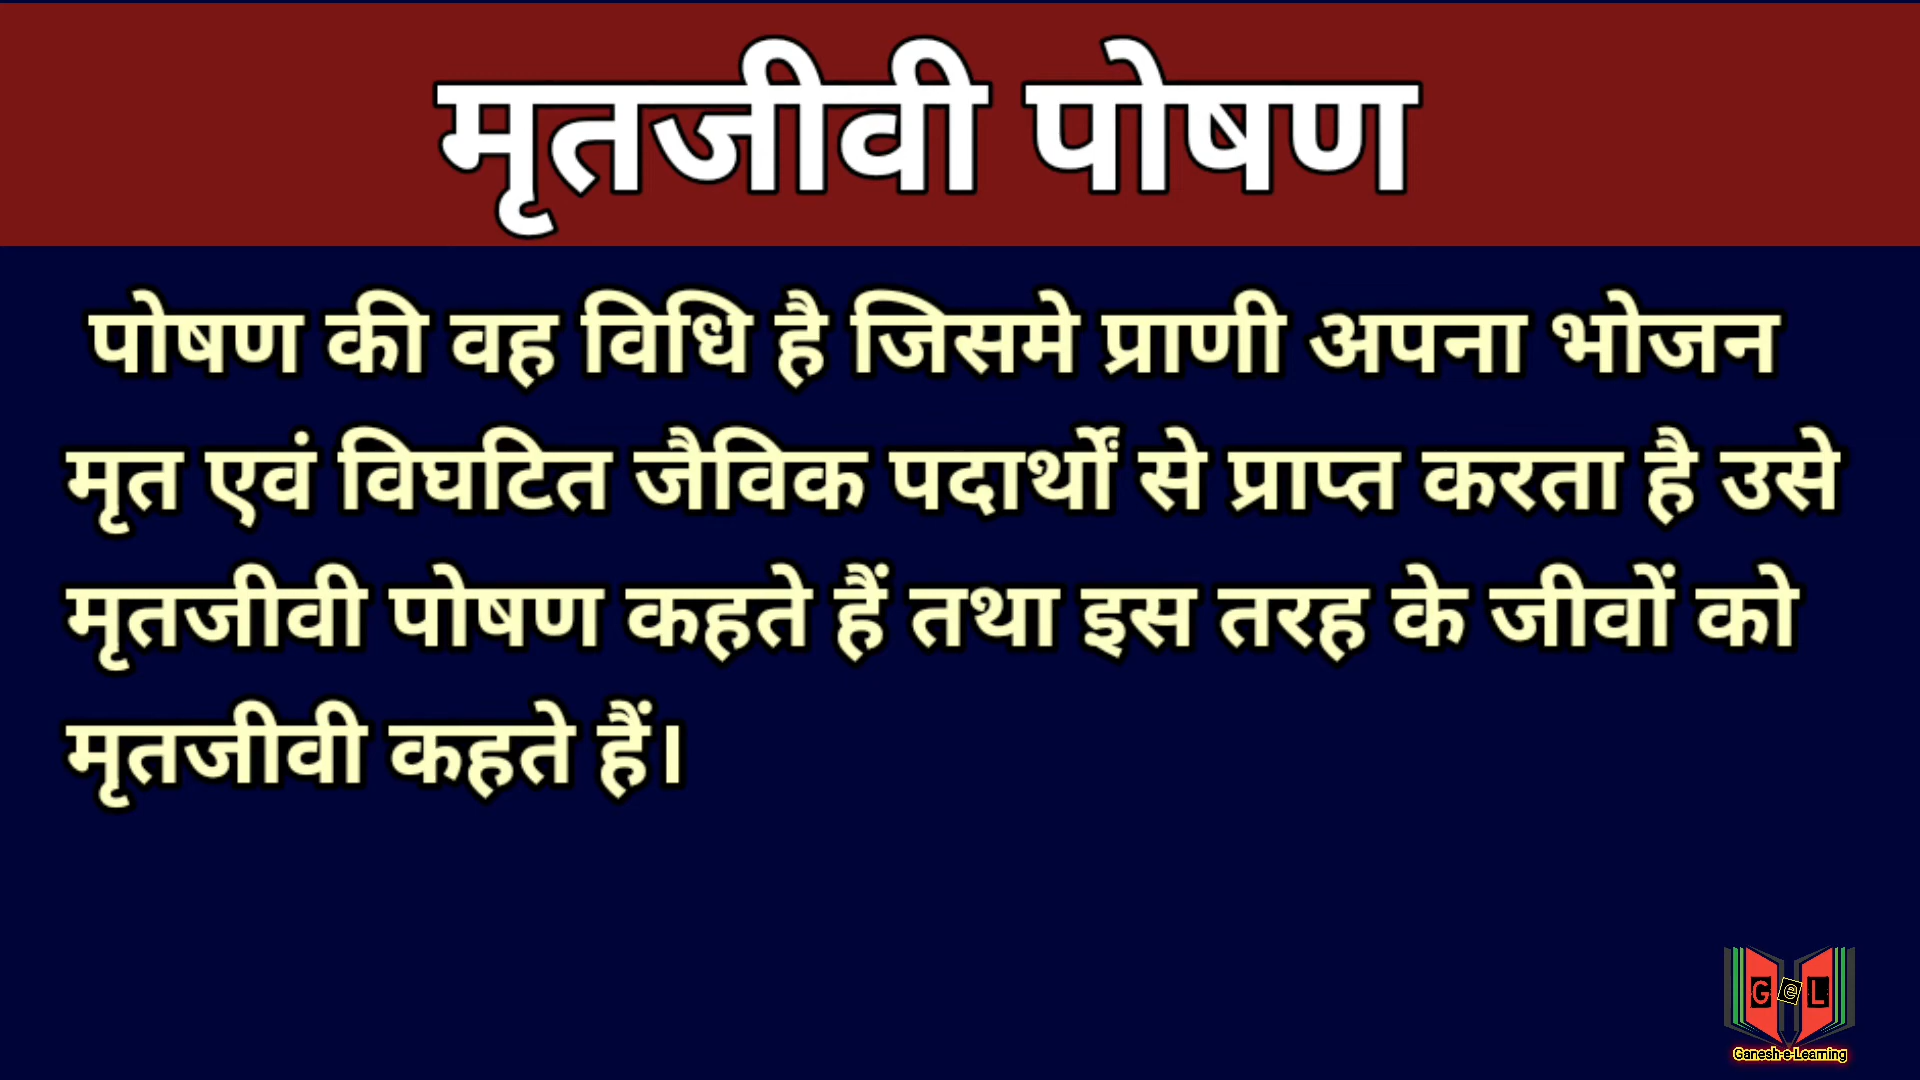 मृतजीवी पोषण
पोषण की वह विधि है जिसमे प्राणी अपना भोजन
मृत एवं विघटित जैविक पदार्थों से प्राप्त करता है उसे
मृतजीवी पोषण कहते हैं तथा इस तरह के जीवों को
मृतजीवी कहते हैं।
GeL
Ganesh-e-Learning